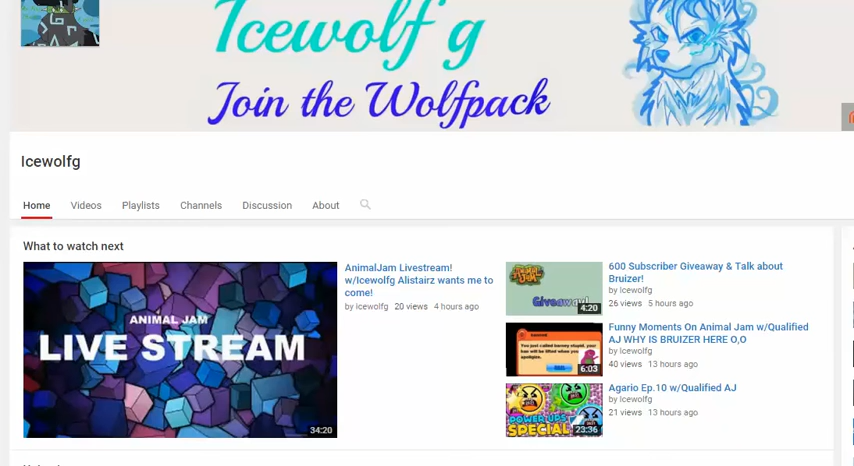 Icewolf g
Join the Wolfpack
Icewolfg
Home Videos Playlists Channels Discussion About
What to watch next
ANIMAL JAM
LIVE STREAM
34:20
AnimalJam Livestream!
w/Icewolfg Alistairz wants me to
come!
by Icewolfg 20 views 4 hours ago
Giveaway!
4:20
600 Subscriber Giveaway & Talk about
Bruizer!
by Icewolfg
26 views 5 hours ago
6:03
Funny Moments On Animal Jam w/Qualified
AJ WHY IS BRUIZER HERE O,O
by Icewolfg
40 views 13 hours ago
POWER UPS
SPECIAL
23:36
Agario Ep.10 w/Qualified AJ
by Icewolfg
21 views 13 hours ago